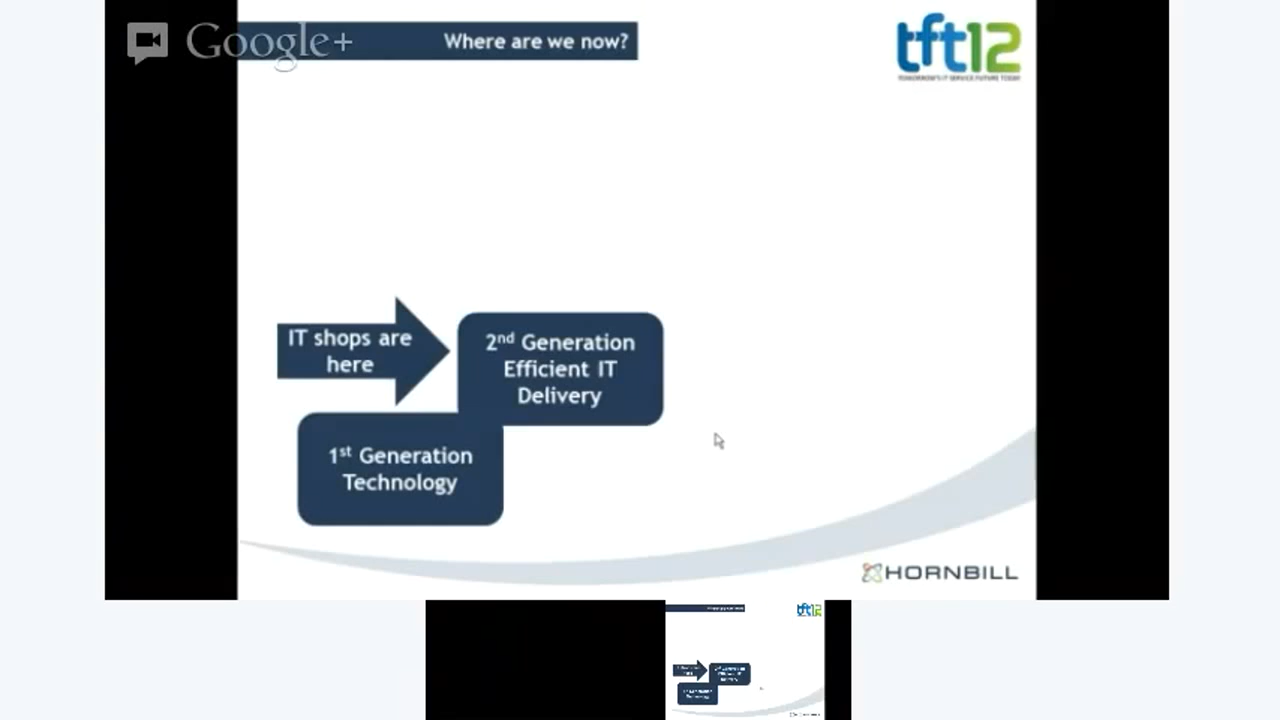 Google+
Where are we now?
tft12
TOMORROW'S IT SERVICE FUTURE TODAY
IT shops are
here
2nd Generation
Efficient IT
Delivery
1st Generation
Technology
HORNBILL
tft12